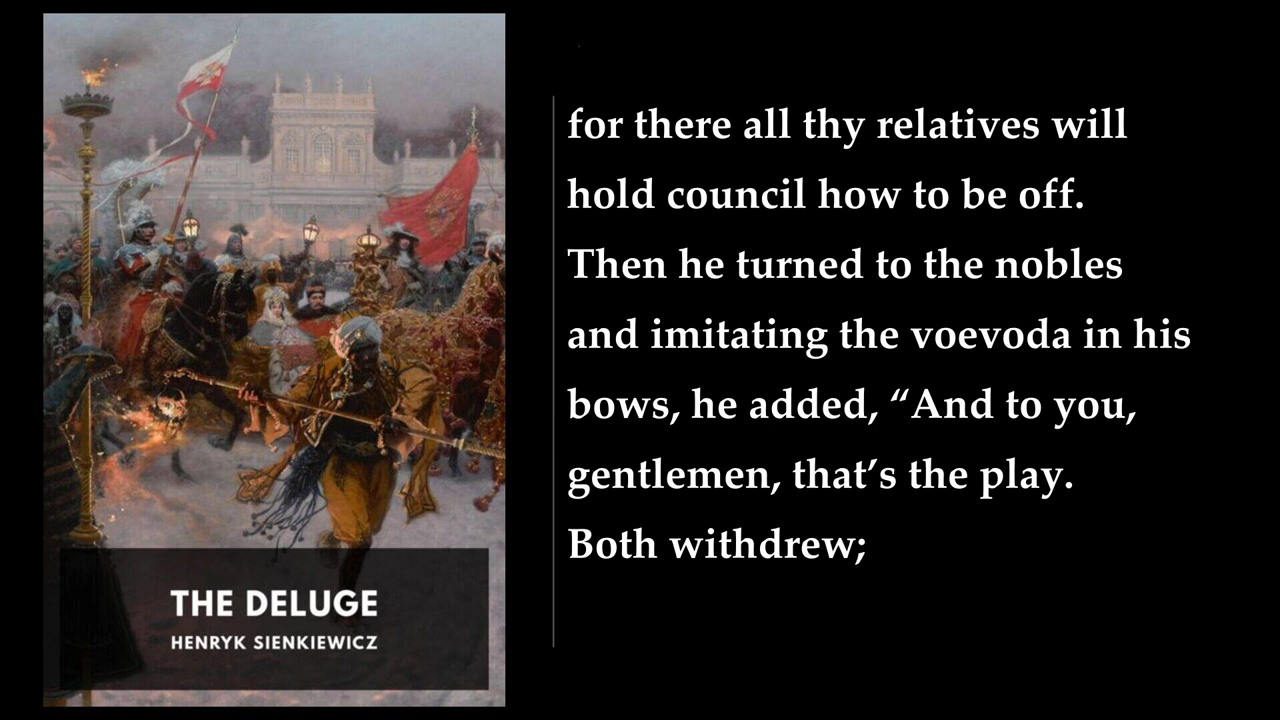 THE DELUGE
HENRYK SIENKIEWICZ
for there all thy relatives will
hold council how to be off.
Then he turned to the nobles
and imitating the voevoda in his
bows, he added, “And to you,
gentlemen, that’s the play.
Both withdrew;